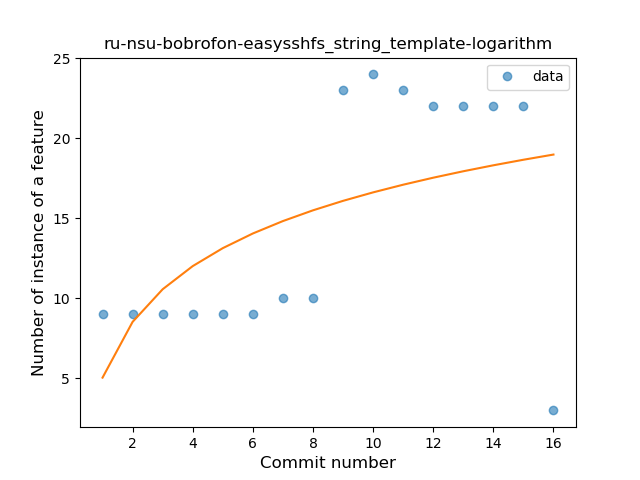 ru-nsu-bobrofon-easysshfs_string_template-logarithm
data
Number of instance of a feature
25
20
15
10
5
2 4 6 8 10 12 14 16
Commit number